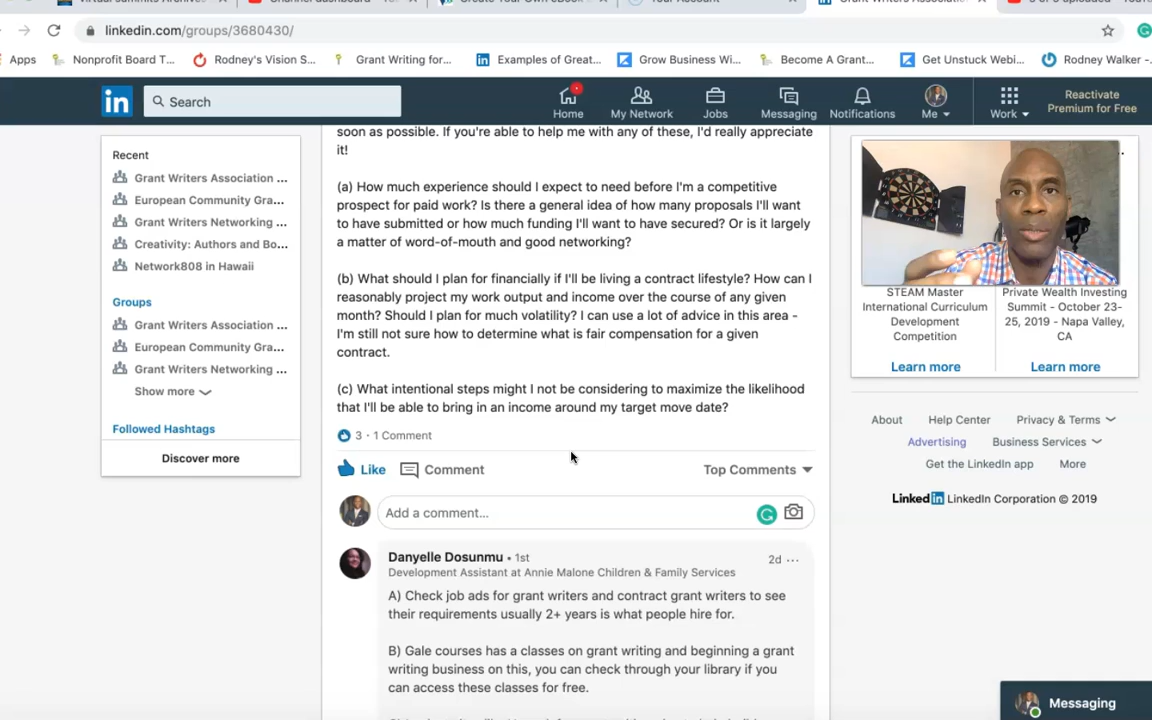 Virtual Summits Archives
Channel dashboard
Create Your Own eBook
Your Account
Grant Writers Associatio
linkedin.com/groups/3680430/
Apps
Nonprofit Board T...
Rodney's Vision S...
Grant Writing for...
Examples of Great...
Grow Business Wi...
Become A Grant...
Get Unstuck Webi...
Rodney Walker -
in
Search
Home
My Network
Jobs
Messaging
Notifications
Me
Work
Reactivate
Premium for Free
Recent
Grant Writers Association ...
European Community Gra...
Grant Writers Networking ...
Creativity: Authors and Bo...
Network808 in Hawaii
Groups
Grant Writers Association ...
European Community Gra...
Grant Writers Networking ...
Show more
Followed Hashtags
Discover more
soon as possible. If you're able to help me with any of these, I'd really appreciate
it!
(a) How much experience should I expect to need before I'm a competitive
prospect for paid work? Is there a general idea of how many proposals I'll want
to have submitted or how much funding I'll want to have secured? Or is it largely
a matter of word-of-mouth and good networking?
(b) What should I plan for financially if I'll be living a contract lifestyle? How can I
reasonably project my work output and income over the course of any given
month? Should I plan for much volatility? I can use a lot of advice in this area -
I'm still not sure how to determine what is fair compensation for a given
contract.
(c) What intentional steps might I not be considering to maximize the likelihood
that I'll be able to bring in an income around my target move date?
3 · 1 Comment
Like
Comment
Top Comments
Add a comment...
Danyelle Dosunmu • 1st
2d ...
Development Assistant at Annie Malone Children & Family Services
A) Check job ads for grant writers and contract grant writers to see
their requirements usually 2+ years is what people hire for.
B) Gale courses has a classes on grant writing and beginning a grant
writing business on this, you can check through your library if you
can access these classes for free.
STEAM Master
International Curriculum
Development
Competition
Learn more
Private Wealth Investing
Summit - October 23-
25, 2019 - Napa Valley,
CA
Learn more
About
Help Center
Privacy & Terms
Advertising
Business Services
Get the LinkedIn app
More
LinkedIn LinkedIn Corporation © 2019
Messaging